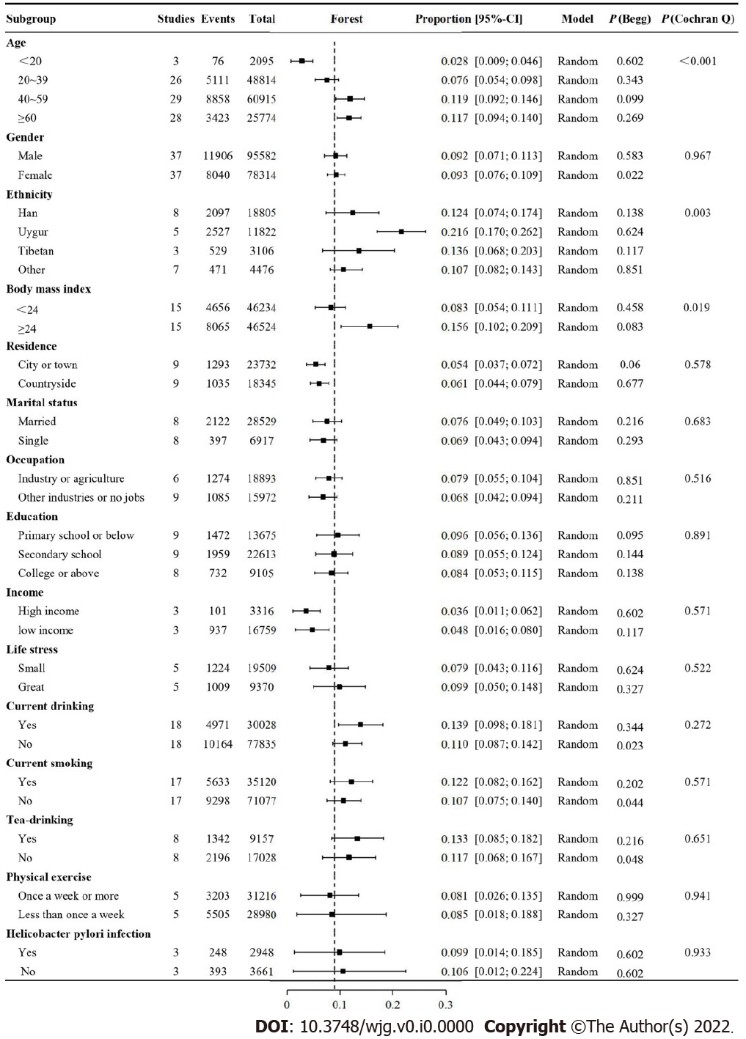 Subgroup Studies Events Total Forest Proportion [95%-CI] Model P(Begg) P(Cochran Q)
Age
<20 3 76 2095 0.028 [0.009; 0.046] Random 0.602 <0.001
20~39 26 5111 48814 0.076 [0.054; 0.098] Random 0.343
40~59 29 8858 60915 0.119 [0.092; 0.146] Random 0.099
≥60 28 3423 25774 0.117 [0.094; 0.140] Random 0.269
Gender
Male 37 11906 95582 0.092 [0.071; 0.113] Random 0.583 0.967
Female 37 8040 78314 0.093 [0.076; 0.109] Random 0.022
Ethnicity
Han 8 2097 18805 0.124 [0.074; 0.174] Random 0.138 0.003
Uygur 5 2527 11822 0.216 [0.170; 0.262] Random 0.624
Tibetan 3 529 3106 0.136 [0.068; 0.203] Random 0.117
Other 7 471 4476 0.107 [0.082; 0.143] Random 0.851
Body mass index
<24 15 4656 46234 0.083 [0.054; 0.111] Random 0.458 0.019
≥24 15 8065 46524 0.156 [0.102; 0.209] Random 0.083
Residence
City or town 9 1293 23732 0.054 [0.037; 0.072] Random 0.06 0.578
Countryside 9 1035 18345 0.061 [0.044; 0.079] Random 0.677
Marital status
Married 8 2122 28529 0.076 [0.049; 0.103] Random 0.216 0.683
Single 8 397 6917 0.069 [0.043; 0.094] Random 0.293
Occupation
Industry or agriculture 6 1274 18893 0.079 [0.055; 0.104] Random 0.851 0.516
Other industries or no jobs 9 1085 15972 0.068 [0.042; 0.094] Random 0.211
Education
Primary school or below 9 1472 13675 0.096 [0.056; 0.136] Random 0.095 0.891
Secondary school 9 1959 22613 0.089 [0.055; 0.124] Random 0.144
College or above 8 732 9105 0.084 [0.053; 0.115] Random 0.138
Income
High income 3 101 3316 0.036 [0.011; 0.062] Random 0.602 0.571
low income 3 937 16759 0.048 [0.016; 0.080] Random 0.117
Life stress
Small 5 1224 19509 0.079 [0.043; 0.116] Random 0.624 0.522
Great 5 1009 9370 0.099 [0.050; 0.148] Random 0.327
Current drinking
Yes 18 4971 30028 0.139 [0.098; 0.181] Random 0.344 0.272
No 18 10164 77835 0.110 [0.087; 0.142] Random 0.023
Current smoking
Yes 17 5633 35120 0.122 [0.082; 0.162] Random 0.202 0.571
No 17 9298 71077 0.107 [0.075; 0.140] Random 0.044
Tea-drinking
Yes 8 1342 9157 0.133 [0.085; 0.182] Random 0.216 0.651
No 8 2196 17028 0.117 [0.068; 0.167] Random 0.048
Physical exercise
Once a week or more 5 3203 31216 0.081 [0.026; 0.135] Random 0.999 0.941
Less than once a week 5 5505 28980 0.085 [0.018; 0.188] Random 0.327
Helicobacter pylori infection
Yes 3 248 2948 0.099 [0.014; 0.185] Random 0.602 0.933
No 3 393 3661 0.106 [0.012; 0.224] Random 0.602
0 0.1 0.2 0.3
DOI: 10.3748/wjg.v0.i0.0000 Copyright ©The Author(s) 2022.